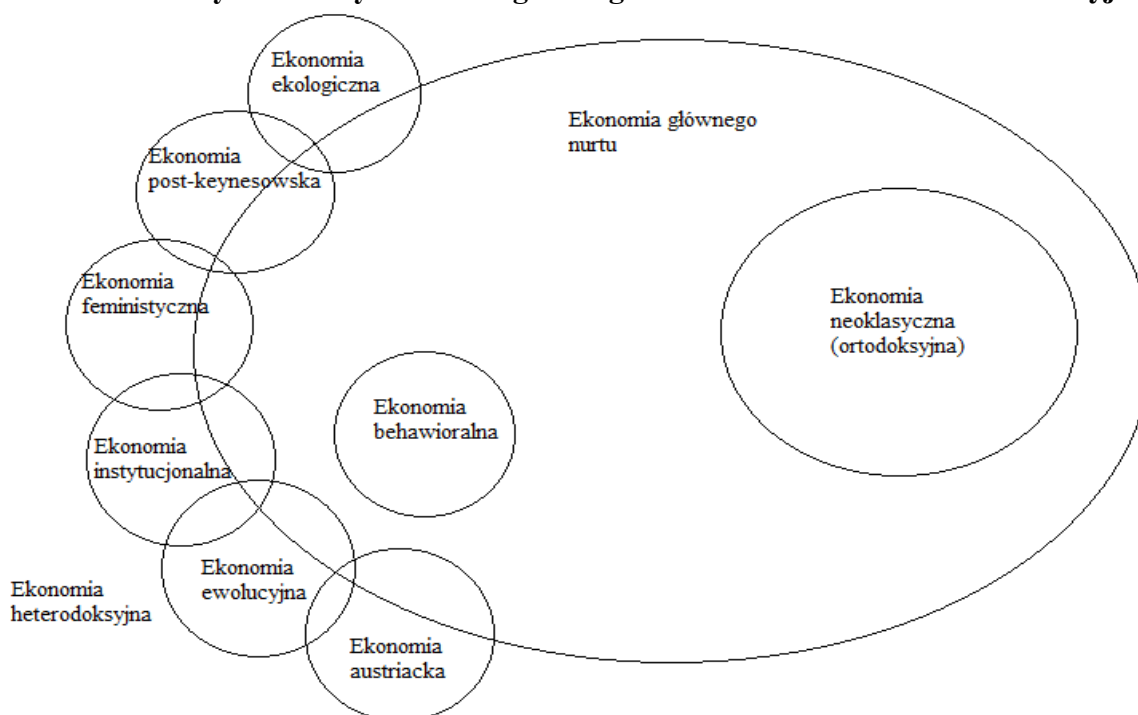 Ekonomia
ekologiczna
Ekonomia głównego
nurtu
Ekonomia
post-keynesowska
Ekonomia
feministyczna
Ekonomia
neoklasyczna
(ortodoksyjna)
Ekonomia
behawioralna
Ekonomia
instytucjonalna
Ekonomia
ewolucyjna
Ekonomia
heterodoksyjna
Ekonomia
austriacka